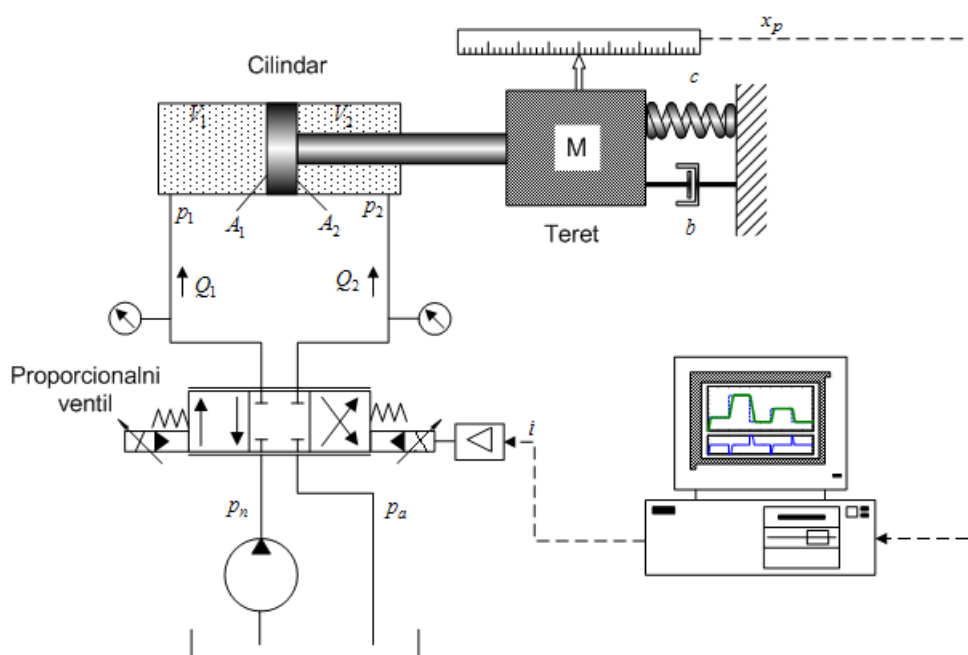 x_p
Cilindar
c
V_1
V_2
M
p_1
A_1
A_2
p_2
Teret
b
Q_1
Q_2
Proporcionalni
ventil
i
p_n
p_a